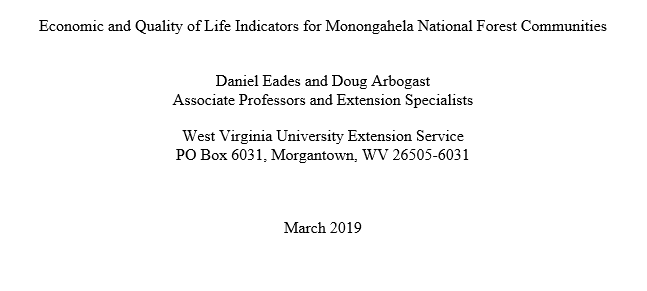 Economic and Quality of Life Indicators for Monongahela National Forest Communities
Daniel Eades and Doug Arbogast
Associate Professors and Extension Specialists
West Virginia University Extension Service
PO Box 6031, Morgantown, WV 26505-6031
March 2019